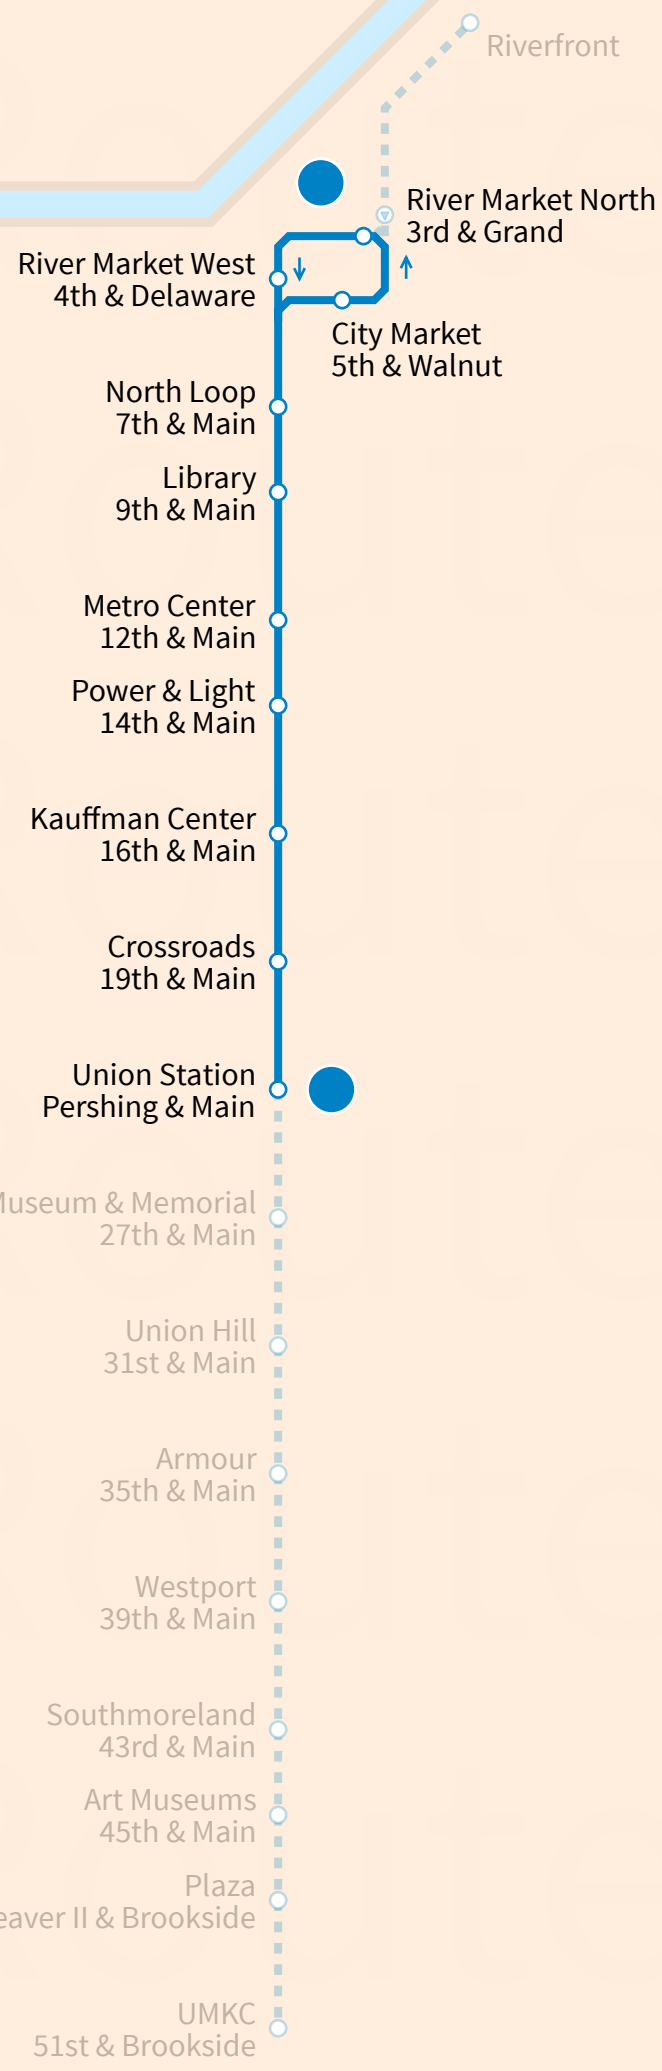 Riverfront
River Market North
3rd & Grand
River Market West
4th & Delaware
City Market
5th & Walnut
North Loop
7th & Main
Library
9th & Main
Metro Center
12th & Main
Power & Light
14th & Main
Kauffman Center
16th & Main
Crossroads
19th & Main
Union Station
Pershing & Main
& Memorial
27th & Main
Union Hill
31st & Main
Armour
35th & Main
Westport
39th & Main
Southmoreland
43rd & Main
Art Museums
45th & Main
Plaza
II & Brookside
UMKC
51st & Brookside